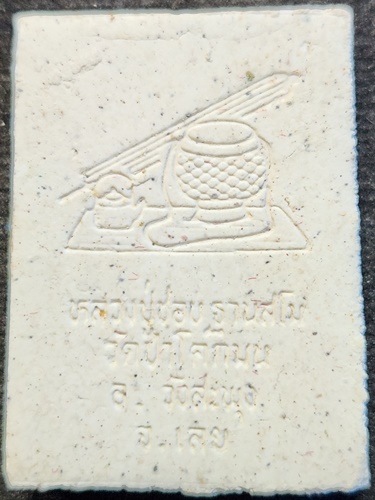 หลวงปู่ชอบ ฐานสโม
วัดป่าโคกมน
อ. วังสะพุง
จ. เลย